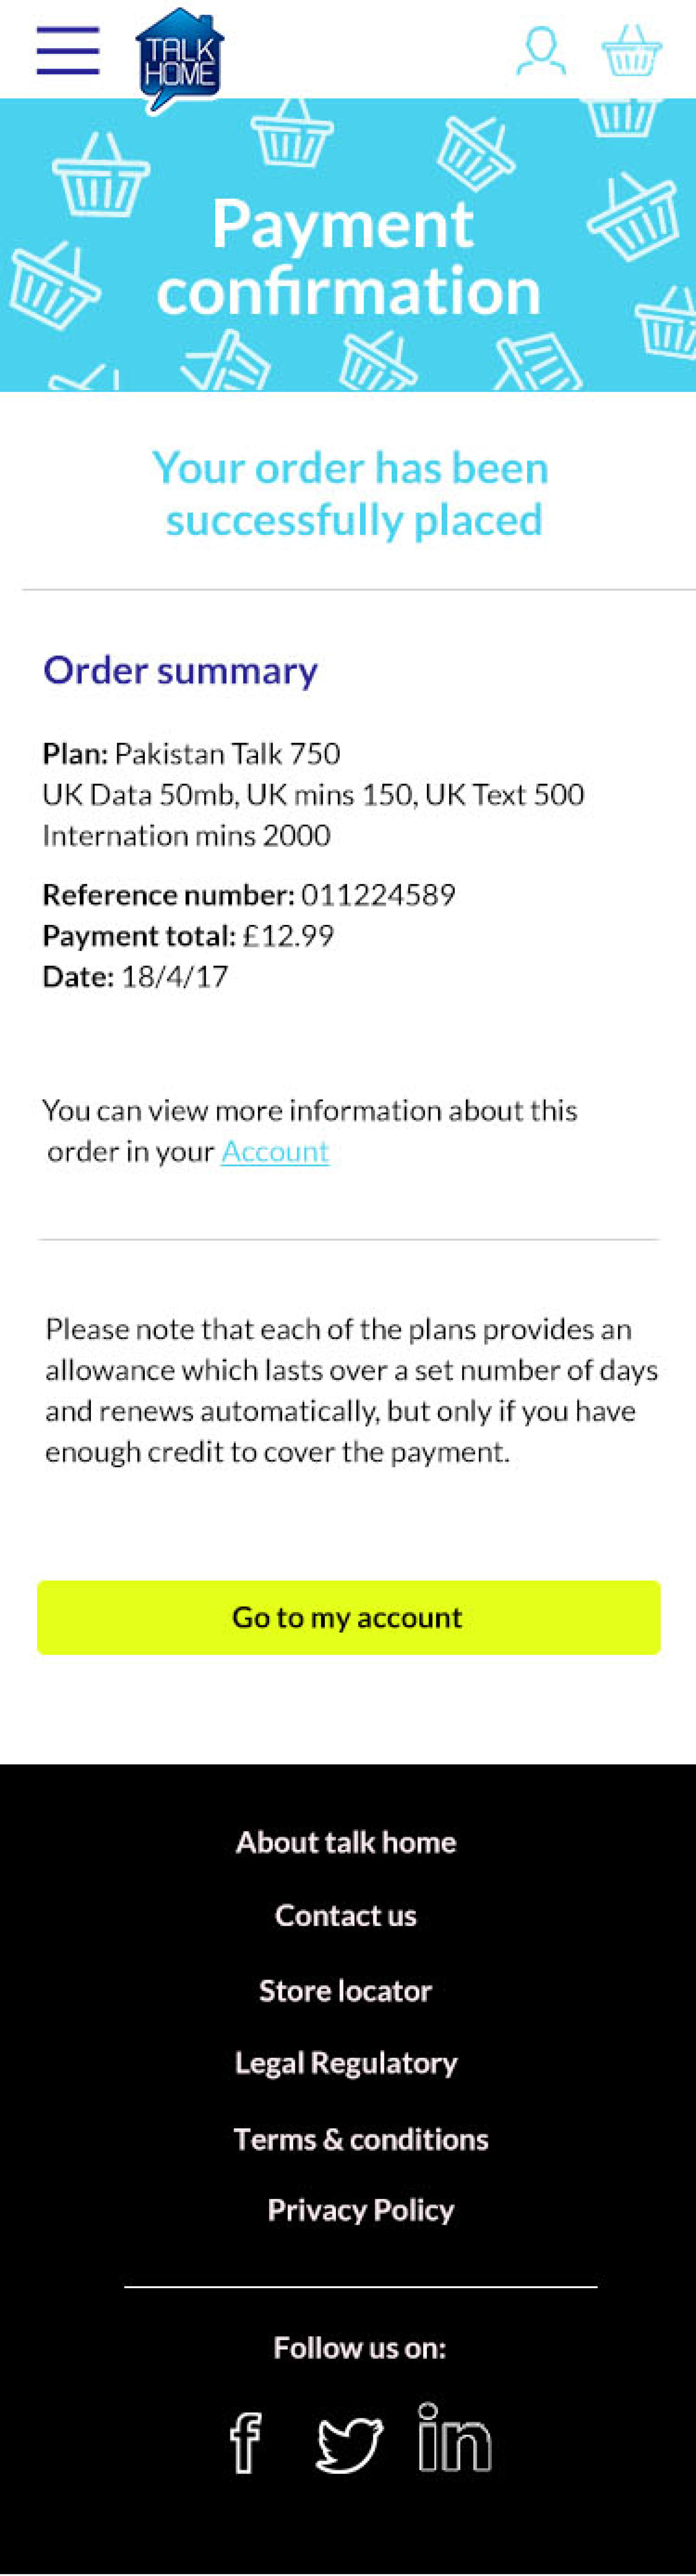 TALK
HOME
Payment
confirmation
Your order has been
successfully placed
Order summary
Plan: Pakistan Talk 750
UK Data 50mb, UK mins 150, UK Text 500
Internation mins 2000
Reference number: 011224589
Payment total: £12.99
Date: 18/4/17
You can view more information about this
order in your Account
Please note that each of the plans provides an
allowance which lasts over a set number of days
and renews automatically, but only if you have
enough credit to cover the payment.
Go to my account
About talk home
Contact us
Store locator
Legal Regulatory
Terms & conditions
Privacy Policy
Follow us on:
f in